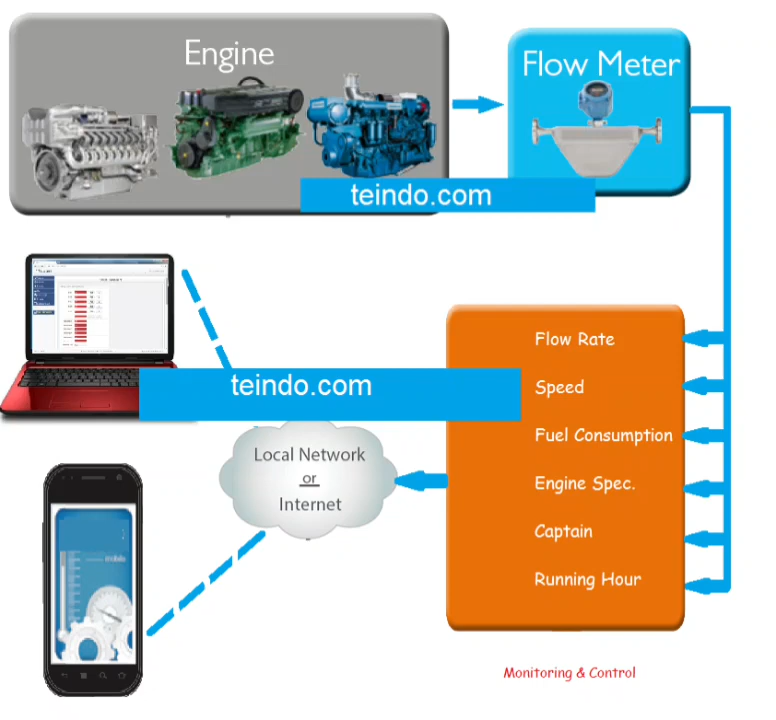 Engine
Flow Meter
teindo.com
teindo.com
Flow Rate
Speed
Fuel Consumption
Engine Spec.
Captain
Running Hour
Local Network
or
Internet
Monitoring & Control